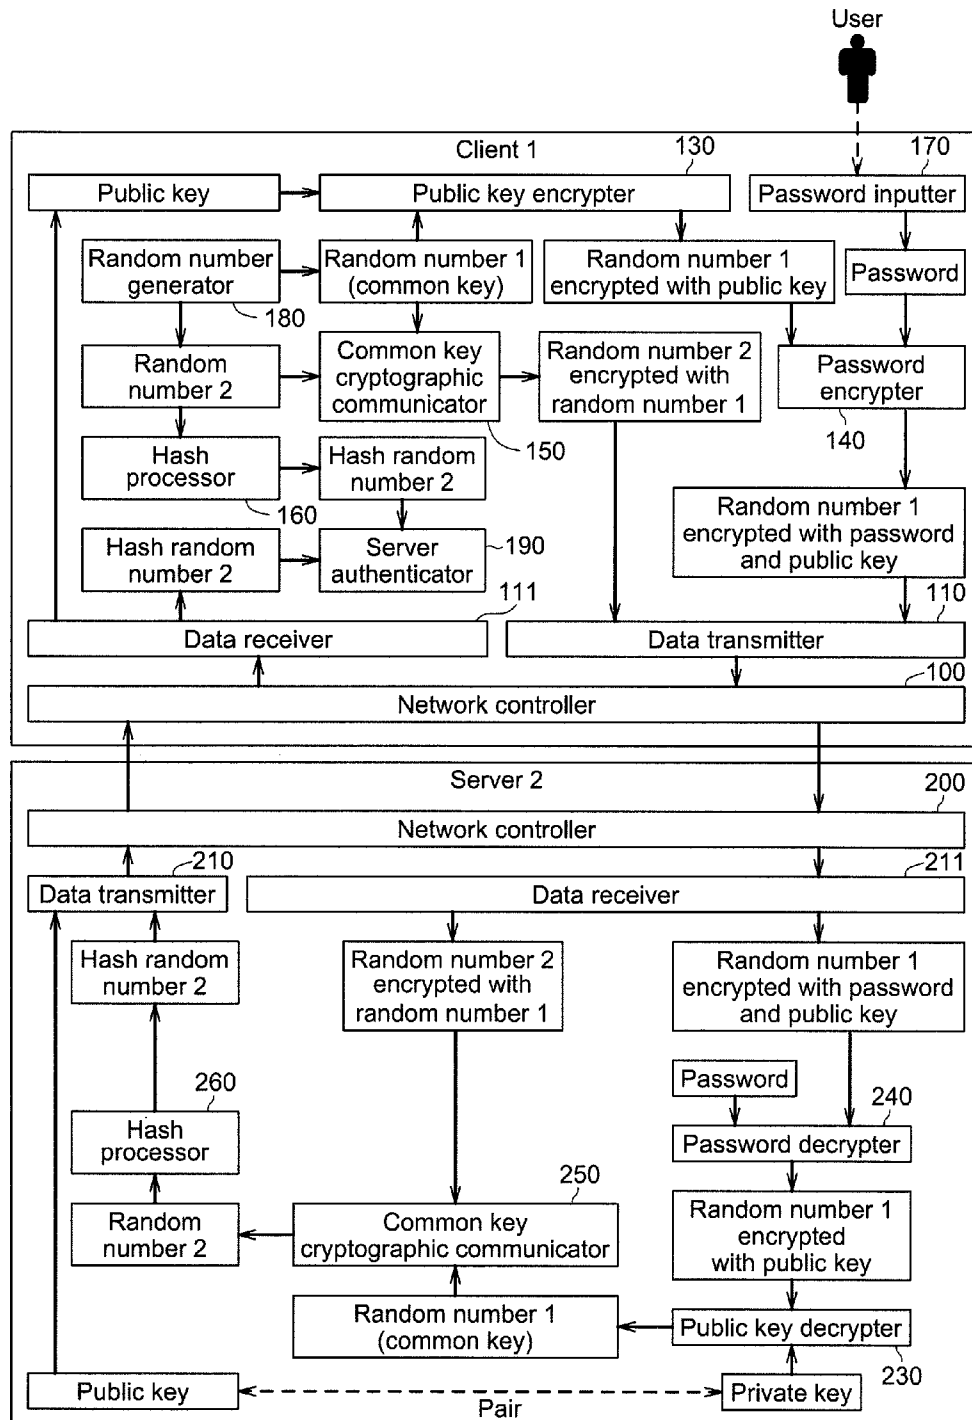 User
Client 1
130
170
Public key
Public key encrypter
Password inputter
Random number
generator
180
Random number 1
(common key)
Random number 1
encrypted with public key
Password
Random
number 2
Common key
cryptographic
communicator
150
Random number 2
encrypted with
random number 1
Password
encrypter
140
Hash
processor
160
Hash random
number 2
Random number 1
encrypted with password
and public key
Hash random
number 2
Server
authenticator
190
111
110
Data receiver
Data transmitter
100
Network controller
Server 2
200
Network controller
210
211
Data transmitter
Data receiver
Hash random
number 2
Random number 2
encrypted with
random number 1
Random number 1
encrypted with password
and public key
Password
260
240
Hash
processor
Password decrypter
250
Random
number 2
Common key
cryptographic communicator
Random number 1
encrypted
with public key
Random number 1
(common key)
Public key decrypter
230
Public key
Pair
Private key